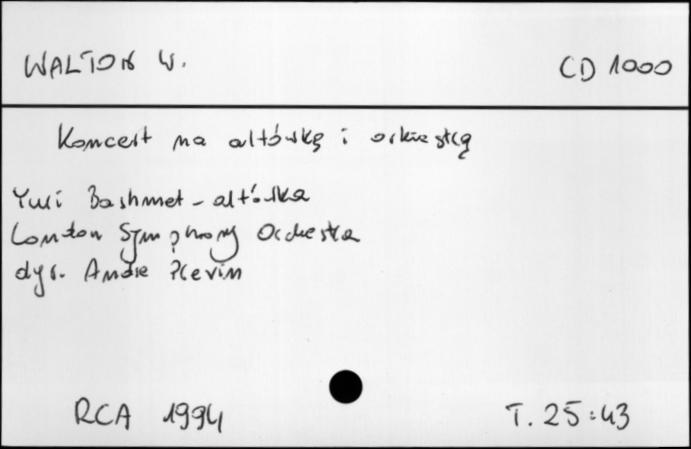 WALTON W.
CD 1000
Koncert na altówkę i orkiestrę
Yuri Bashmet - altówka
London Symphony Orchestra
dyr. Andre Previn
RCA 1994
T. 25:43